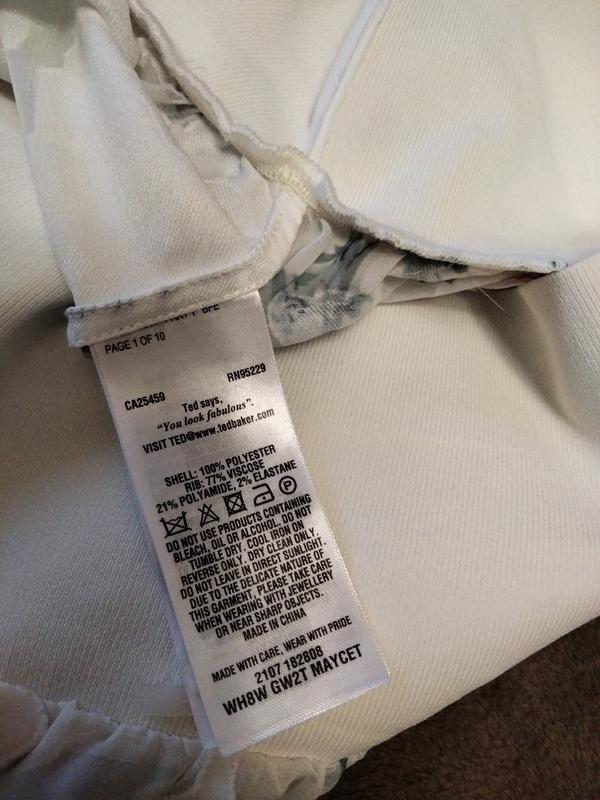 PAGE 1 OF 10
RN95229
CA25459
Ted says,
"You look fabulous".
VISIT TED@www.tedbaker.com
SHELL: 100% POLYESTER
RIB: 77% VISCOSE
21% POLYAMIDE, 2% ELASTANE
P
DO NOT USE PRODUCTS CONTAINING
BLEACH, OIL OR ALCOHOL. DO NOT
TUMBLE DRY. COOL IRON ON
REVERSE ONLY. DRY CLEAN ONLY.
DO NOT LEAVE IN DIRECT SUNLIGHT.
DUE TO THE DELICATE NATURE OF
THIS GARMENT, PLEASE TAKE CARE
WHEN WEARING WITH JEWELLERY
OR NEAR SHARP OBJECTS.
MADE IN CHINA
MADE WITH CARE, WEAR WITH PRIDE
2107 182808
WH8W GW2T MAYCET